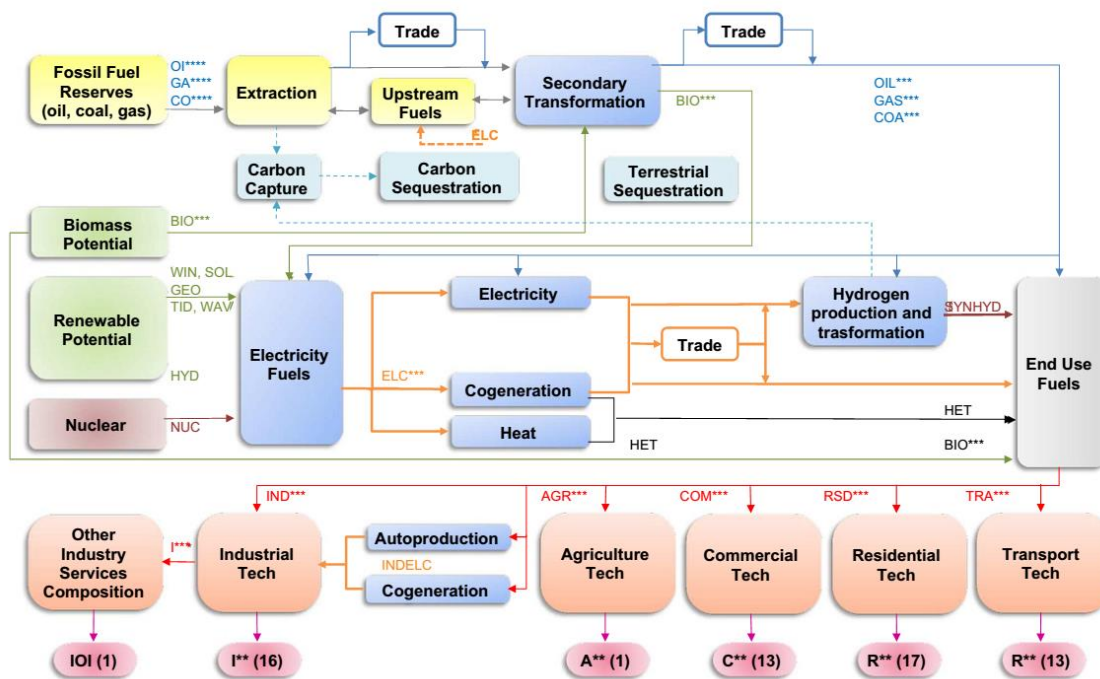 Trade
Trade
Fossil Fuel
Reserves
(oil, coal, gas)
OI****
GA****
CO****
Extraction
Upstream
Fuels
ELC
Secondary
Transformation
BIO***
OIL***
GAS***
COA***
Carbon
Capture
Carbon
Sequestration
Terrestrial
Sequestration
Biomass
Potential
BIO***
Renewable
Potential
WIN, SOL
GEO
TID, WAV
HYD
Nuclear
NUC
Electricity
Fuels
ELC***
Electricity
Cogeneration
Heat
Trade
HET
Hydrogen
production and
trasformation
SYNHYD
HET
BIO***
End Use
Fuels
IND***
AGR***
COM***
RSD***
TRA***
Other
Industry
Services
Composition
I***
Industrial
Tech
Autoproduction
INDELC
Cogeneration
Agriculture
Tech
Commercial
Tech
Residential
Tech
Transport
Tech
IOI (1)
I** (16)
A** (1)
C** (13)
R** (17)
R** (13)